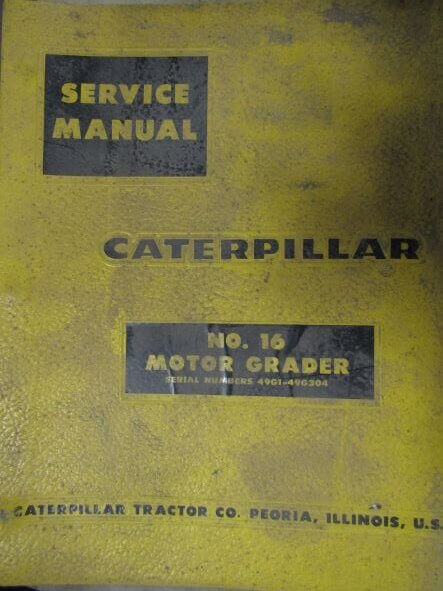 SERVICE
MANUAL
CATERPILLAR
NO. 16
MOTOR GRADER
SERIAL NUMBERS 49G1-49G304
CATERPILLAR TRACTOR CO. PEORIA, ILLINOIS, U.S.